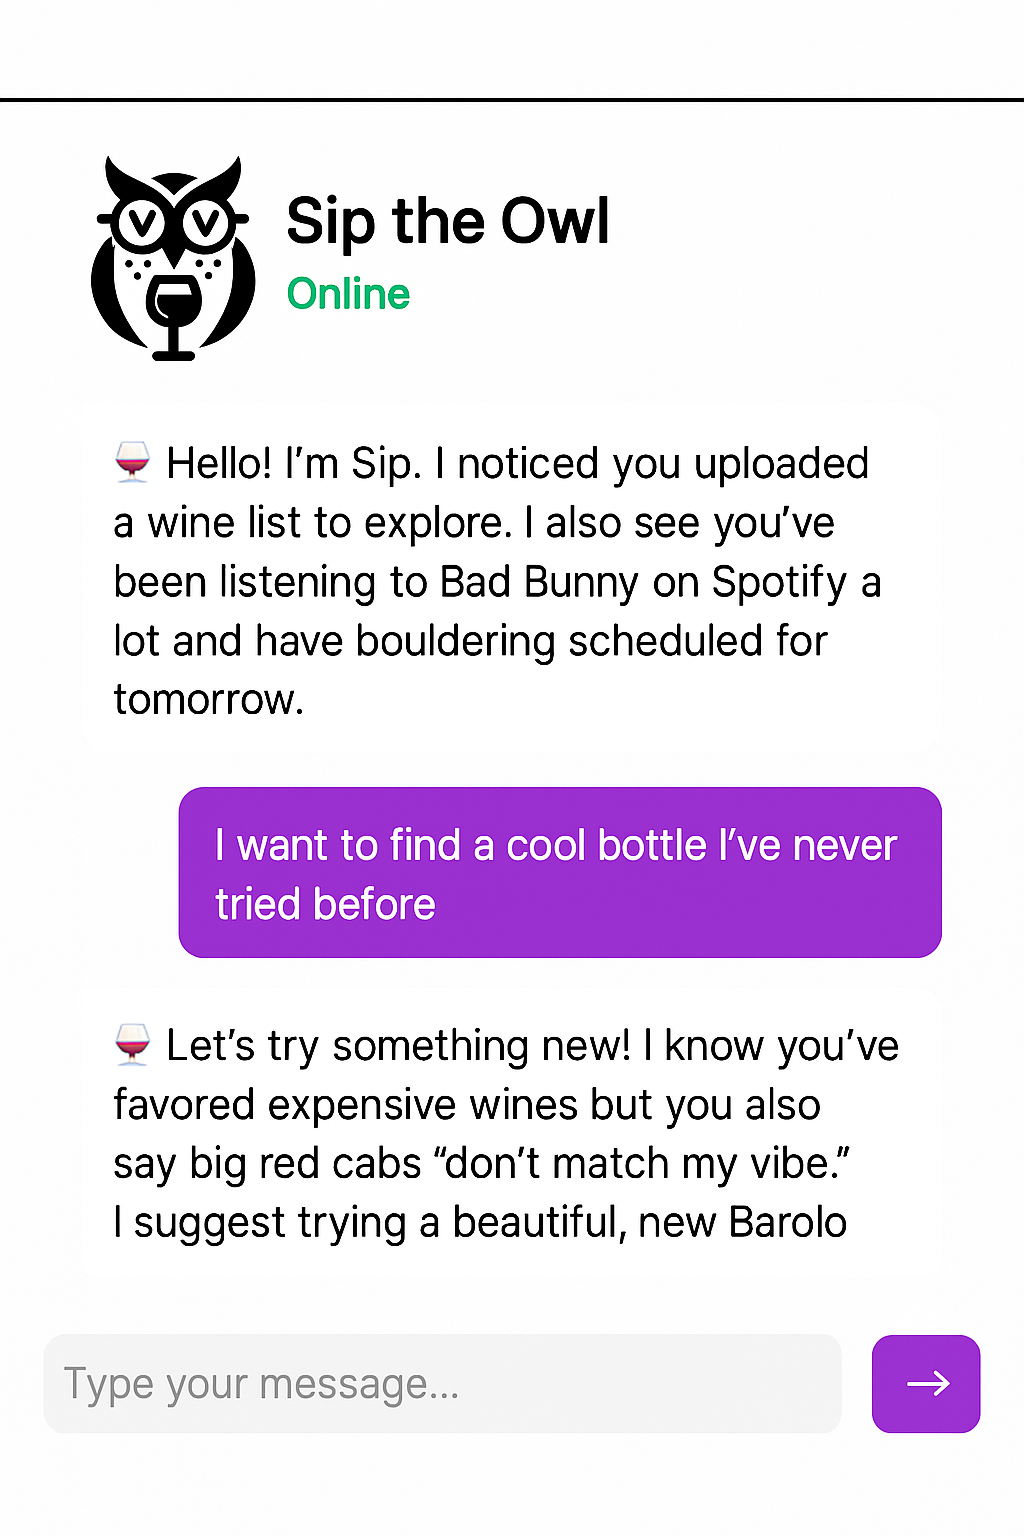 Sip the Owl
Online
🍷 Hello! I’m Sip. I noticed you uploaded
a wine list to explore. I also see you’ve
been listening to Bad Bunny on Spotify a
lot and have bouldering scheduled for
tomorrow.
I want to find a cool bottle I’ve never
tried before
🍷 Let’s try something new! I know you’ve
favored expensive wines but you also
say big red cabs “don’t match my vibe.”
I suggest trying a beautiful, new Barolo
Type your message...